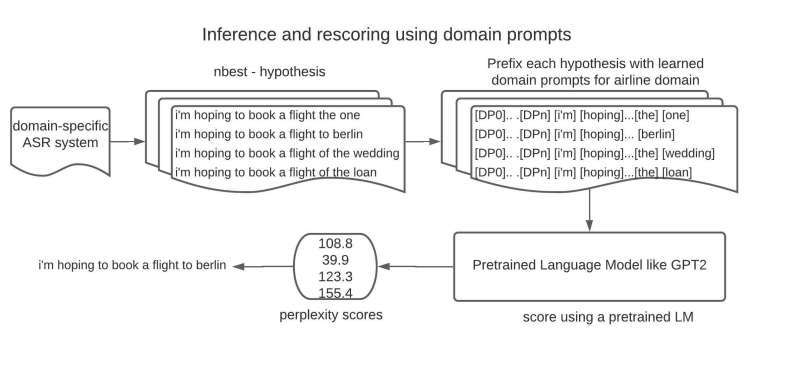 Inference and rescoring using domain prompts
nbest - hypothesis
Prefix each hypothesis with learned
domain prompts for airline domain
domain-specific
ASR system
i'm hoping to book a flight the one
i'm hoping to book a flight to berlin
i'm hoping to book a flight of the wedding
i'm hoping to book a flight of the loan
[DP0].. .[DPn] [i'm] [hoping]...[the] [one]
[DP0].. .[DPn] [i'm] [hoping]... [berlin]
[DP0].. .[DPn] [i'm] [hoping]...[the] [wedding]
[DP0].. .[DPn] [i'm] [hoping]...[the] [loan]
Pretrained Language Model like GPT2
score using a pretrained LM
108.8
39.9
123.3
155.4
perplexity scores
i'm hoping to book a flight to berlin